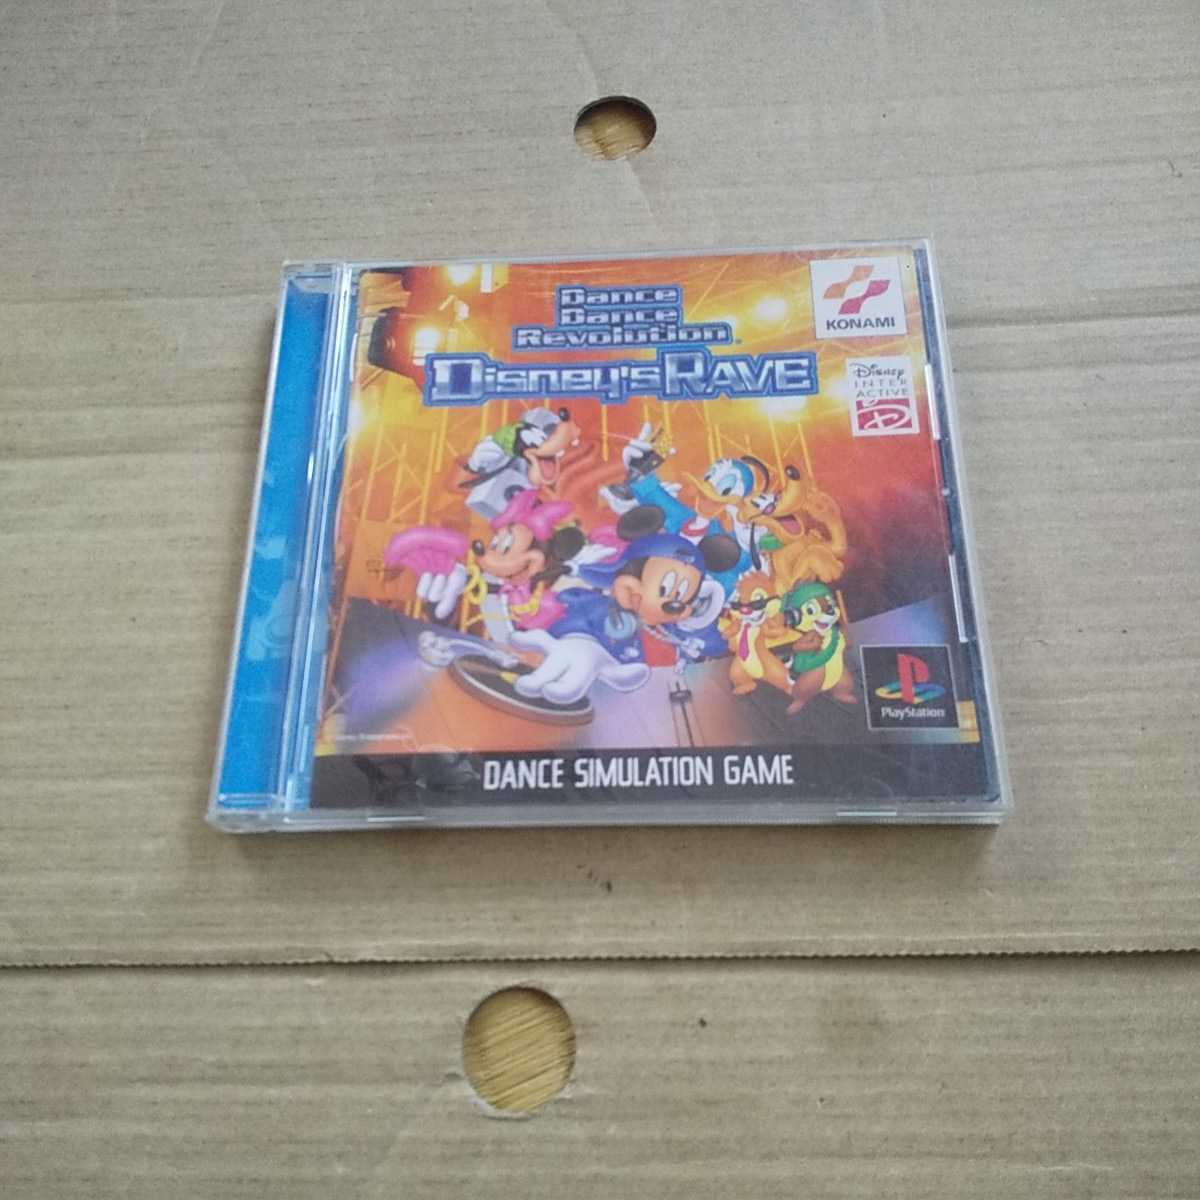 Dance
Dance
Revolution
Disney's RAVE
KONAMI
Disney
INTER
ACTIVE
D
PlayStation
DANCE SIMULATION GAME